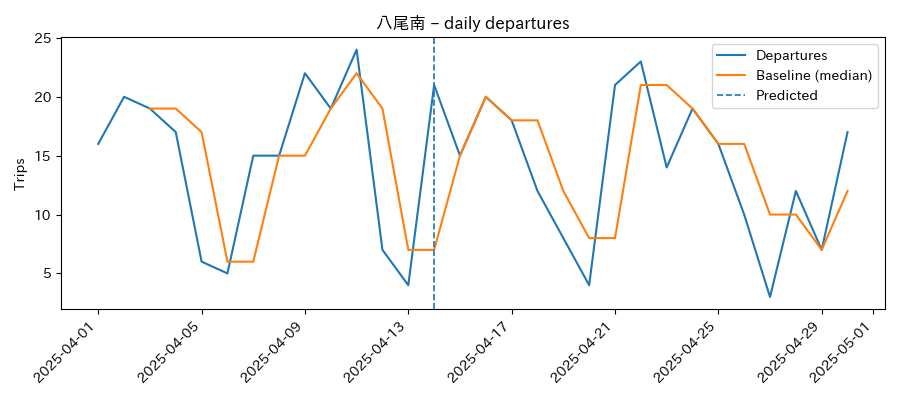 八尾南 – daily departures
Departures
Baseline (median)
Predicted
Trips
25
20
15
10
5
2025-04-01
2025-04-05
2025-04-09
2025-04-13
2025-04-17
2025-04-21
2025-04-25
2025-04-29
2025-05-01